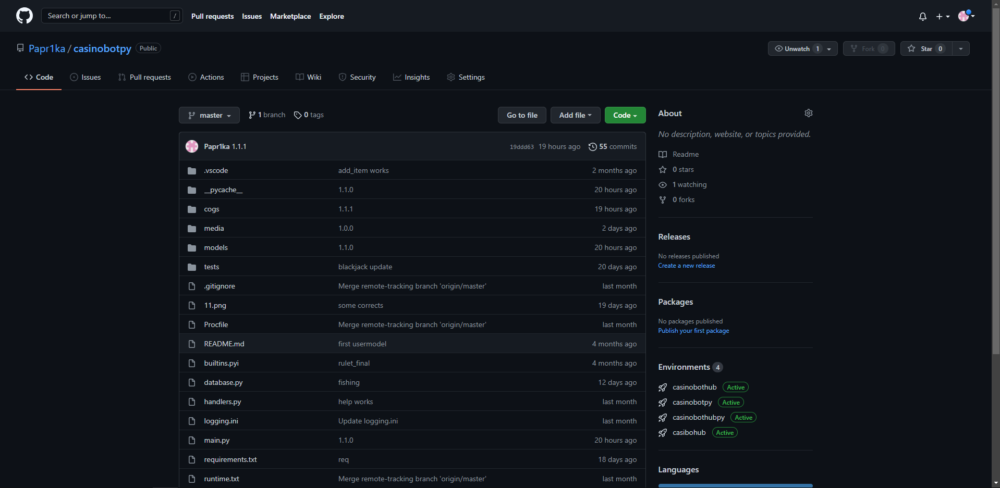 Search or jump to... /
Pull requests Issues Marketplace Explore
Papr1ka / casinobotpy Public
Unwatch 1 Fork 0 Star 0
Code Issues Pull requests Actions Projects Wiki Security Insights Settings
master 1 branch 0 tags
Go to file Add file Code
Papr1ka 1.1.1 19ddd63 19 hours ago 55 commits
.vscode add_item works 2 months ago
__pycache__ 1.1.0 20 hours ago
cogs 1.1.1 19 hours ago
media 1.0.0 2 days ago
models 1.1.0 20 hours ago
tests blackjack update 20 days ago
.gitignore Merge remote-tracking branch 'origin/master' last month
11.png some corrects 19 days ago
Procfile Merge remote-tracking branch 'origin/master' last month
README.md first usermodel 4 months ago
builtins.pyi rulet_final 4 months ago
database.py fishing 12 days ago
handlers.py help works last month
logging.ini Update logging.ini last month
main.py 1.1.0 20 hours ago
requirements.txt req 18 days ago
runtime.txt Merge remote-tracking branch 'origin/master' last month
About
No description, website, or topics provided.
Readme
0 stars
1 watching
0 forks
Releases
No releases published
Create a new release
Packages
No packages published
Publish your first package
Environments 4
casinobothub Active
casinobotpy Active
casinobothubpy Active
casibohub Active
Languages